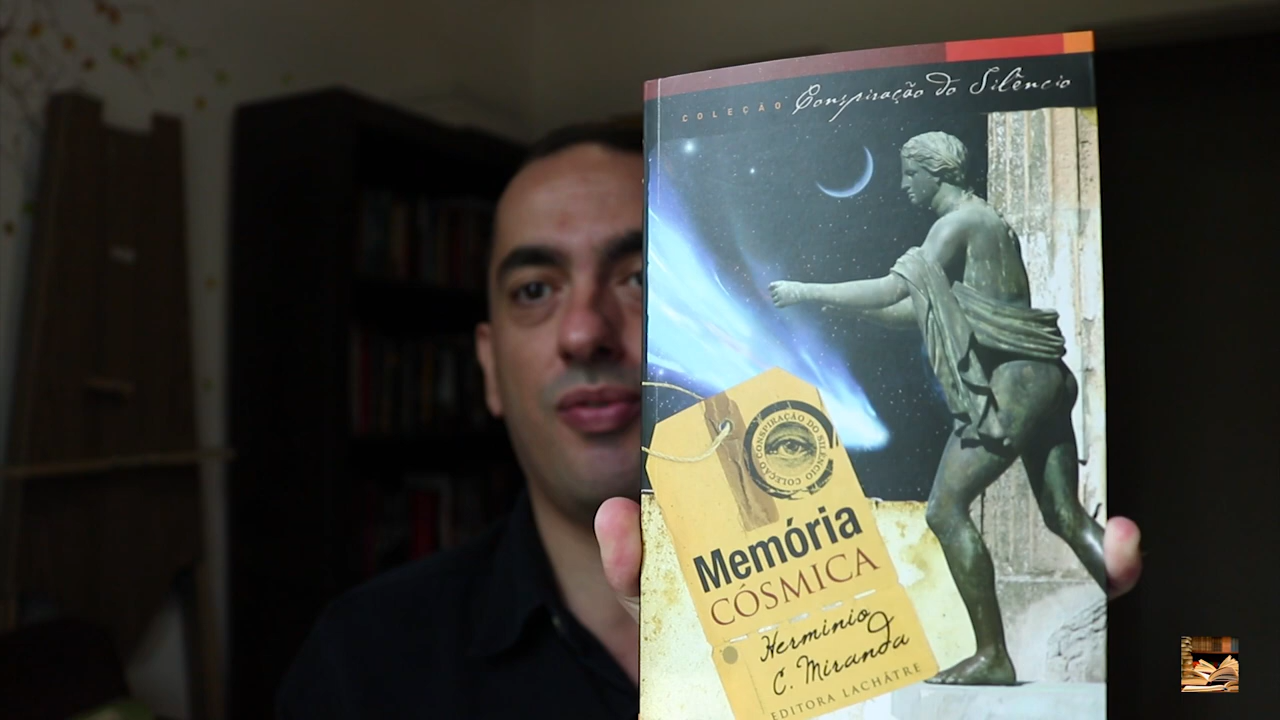 COLEÇÃO Conspiração do Silêncio
COLEÇÃO CONSPIRAÇÃO DO SILÊNCIO
Memória
CÓSMICA
Herminio
C. Miranda
EDITORA LACHÂTRE